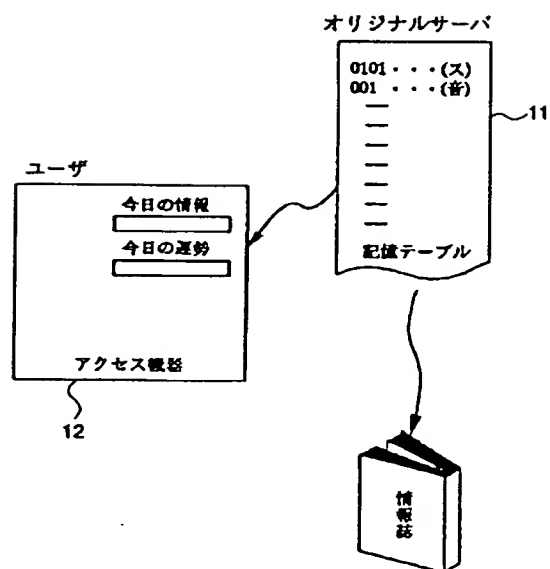 オリジナルサーバ
0101・・・(ス)
001・・・(音)
11
記憶テーブル
ユーザ
今日の情報
今日の運勢
アクセス機器
12
情報誌